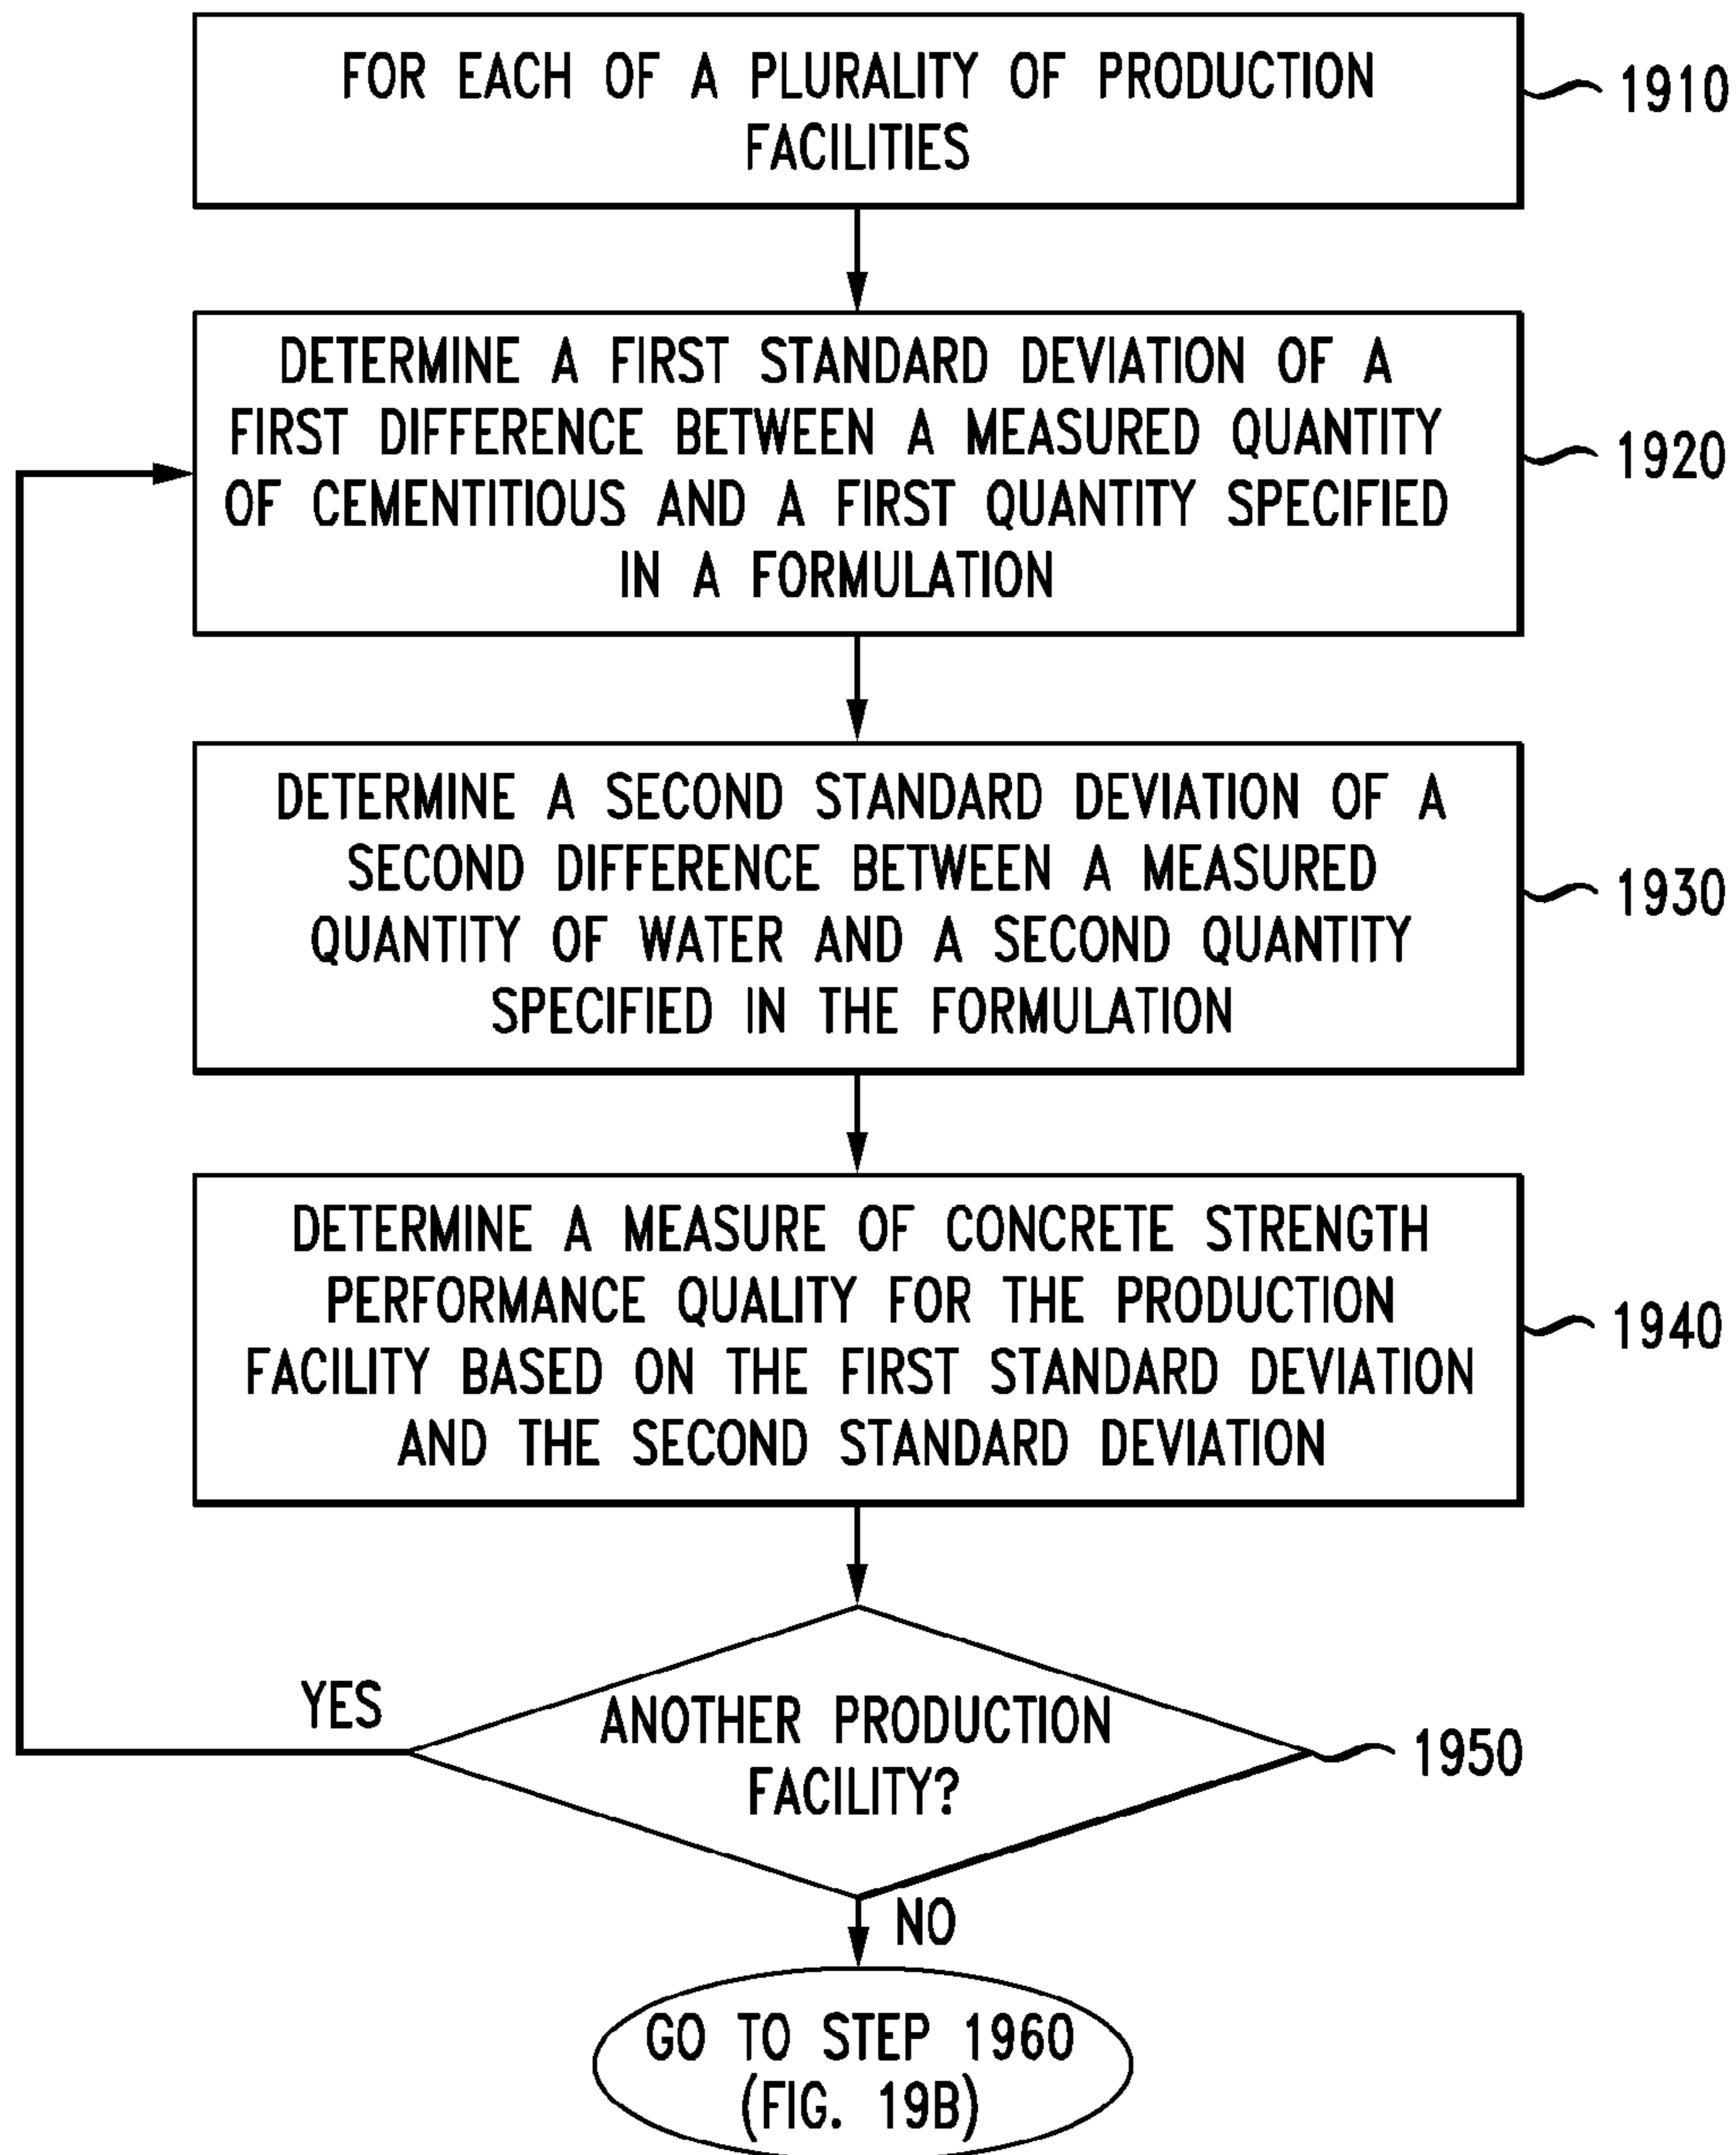 FOR EACH OF A PLURALITY OF PRODUCTION
FACILITIES
1910
DETERMINE A FIRST STANDARD DEVIATION OF A
FIRST DIFFERENCE BETWEEN A MEASURED QUANTITY
OF CEMENTITIOUS AND A FIRST QUANTITY SPECIFIED
IN A FORMULATION
1920
DETERMINE A SECOND STANDARD DEVIATION OF A
SECOND DIFFERENCE BETWEEN A MEASURED
QUANTITY OF WATER AND A SECOND QUANTITY
SPECIFIED IN THE FORMULATION
1930
DETERMINE A MEASURE OF CONCRETE STRENGTH
PERFORMANCE QUALITY FOR THE PRODUCTION
FACILITY BASED ON THE FIRST STANDARD DEVIATION
AND THE SECOND STANDARD DEVIATION
1940
YES
ANOTHER PRODUCTION
FACILITY?
1950
NO
GO TO STEP 1960
(FIG. 19B)